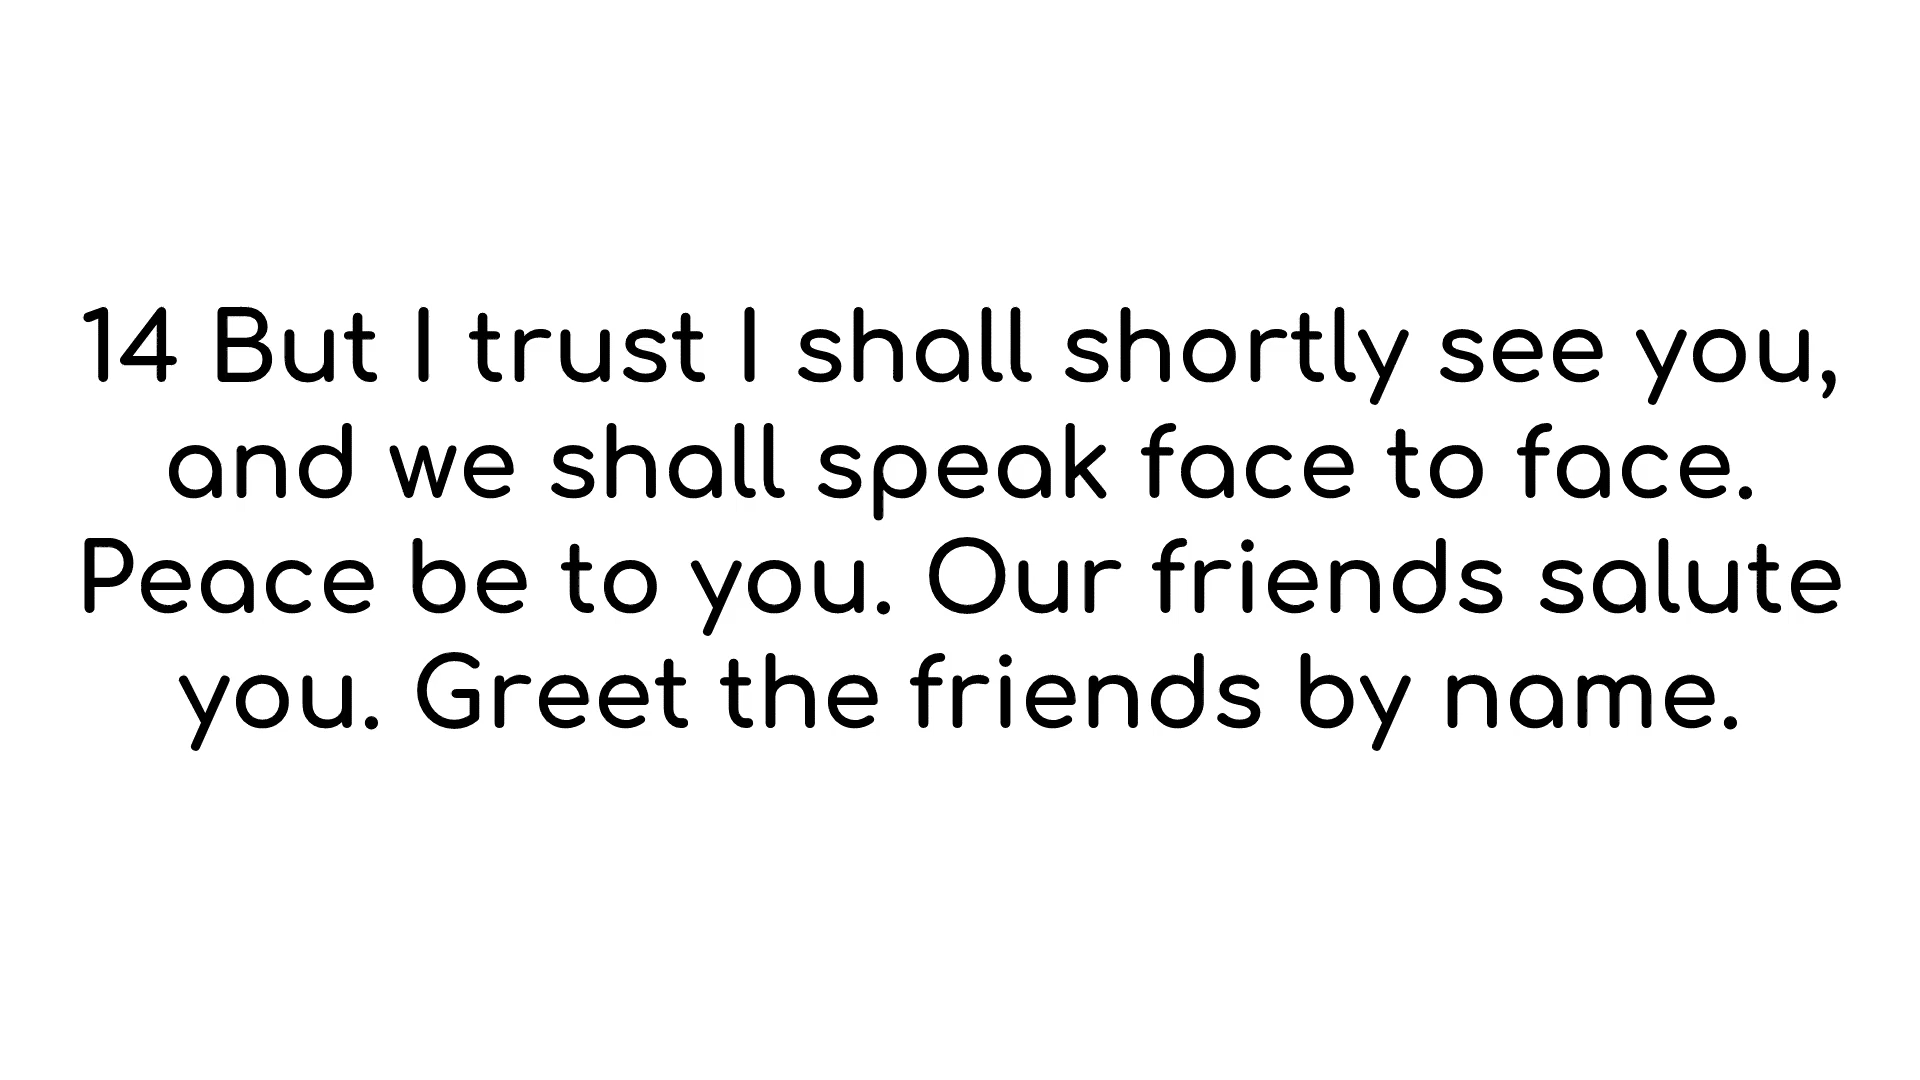 14 But I trust I shall shortly see you,
and we shall speak face to face.
Peace be to you. Our friends salute
you. Greet the friends by name.